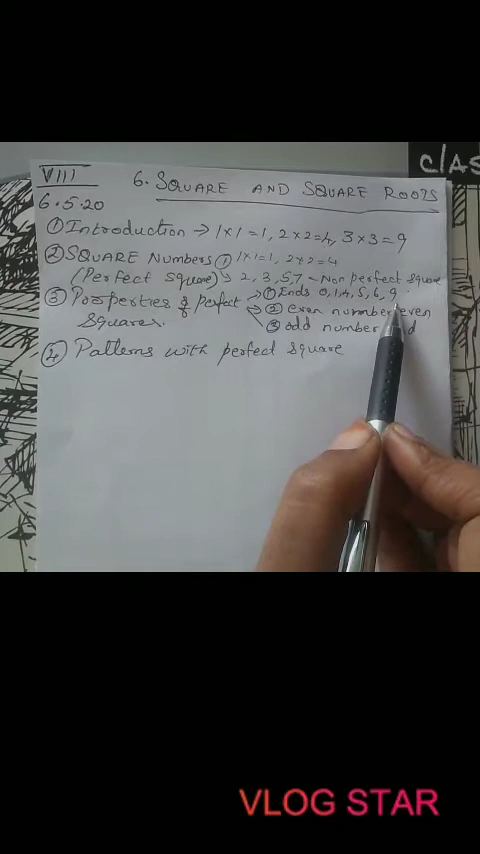 CLAS
VIII
6. SQUARE AND SQUARE ROOTS
6.5.20
① Introduction → 1×1=1, 2×2=4, 3×3=9
② SQUARE Numbers ① 1×1=1, 2×2=4
(Perfect Square) ↘ 2, 3, 5, 7 – Non perfect square
③ Poorperties of Perfect → ① Ends 0, 1, 4, 5, 6, 9.
Squares. → ② even number even
③ odd number
④ Patterns with perfect square
VLOG STAR